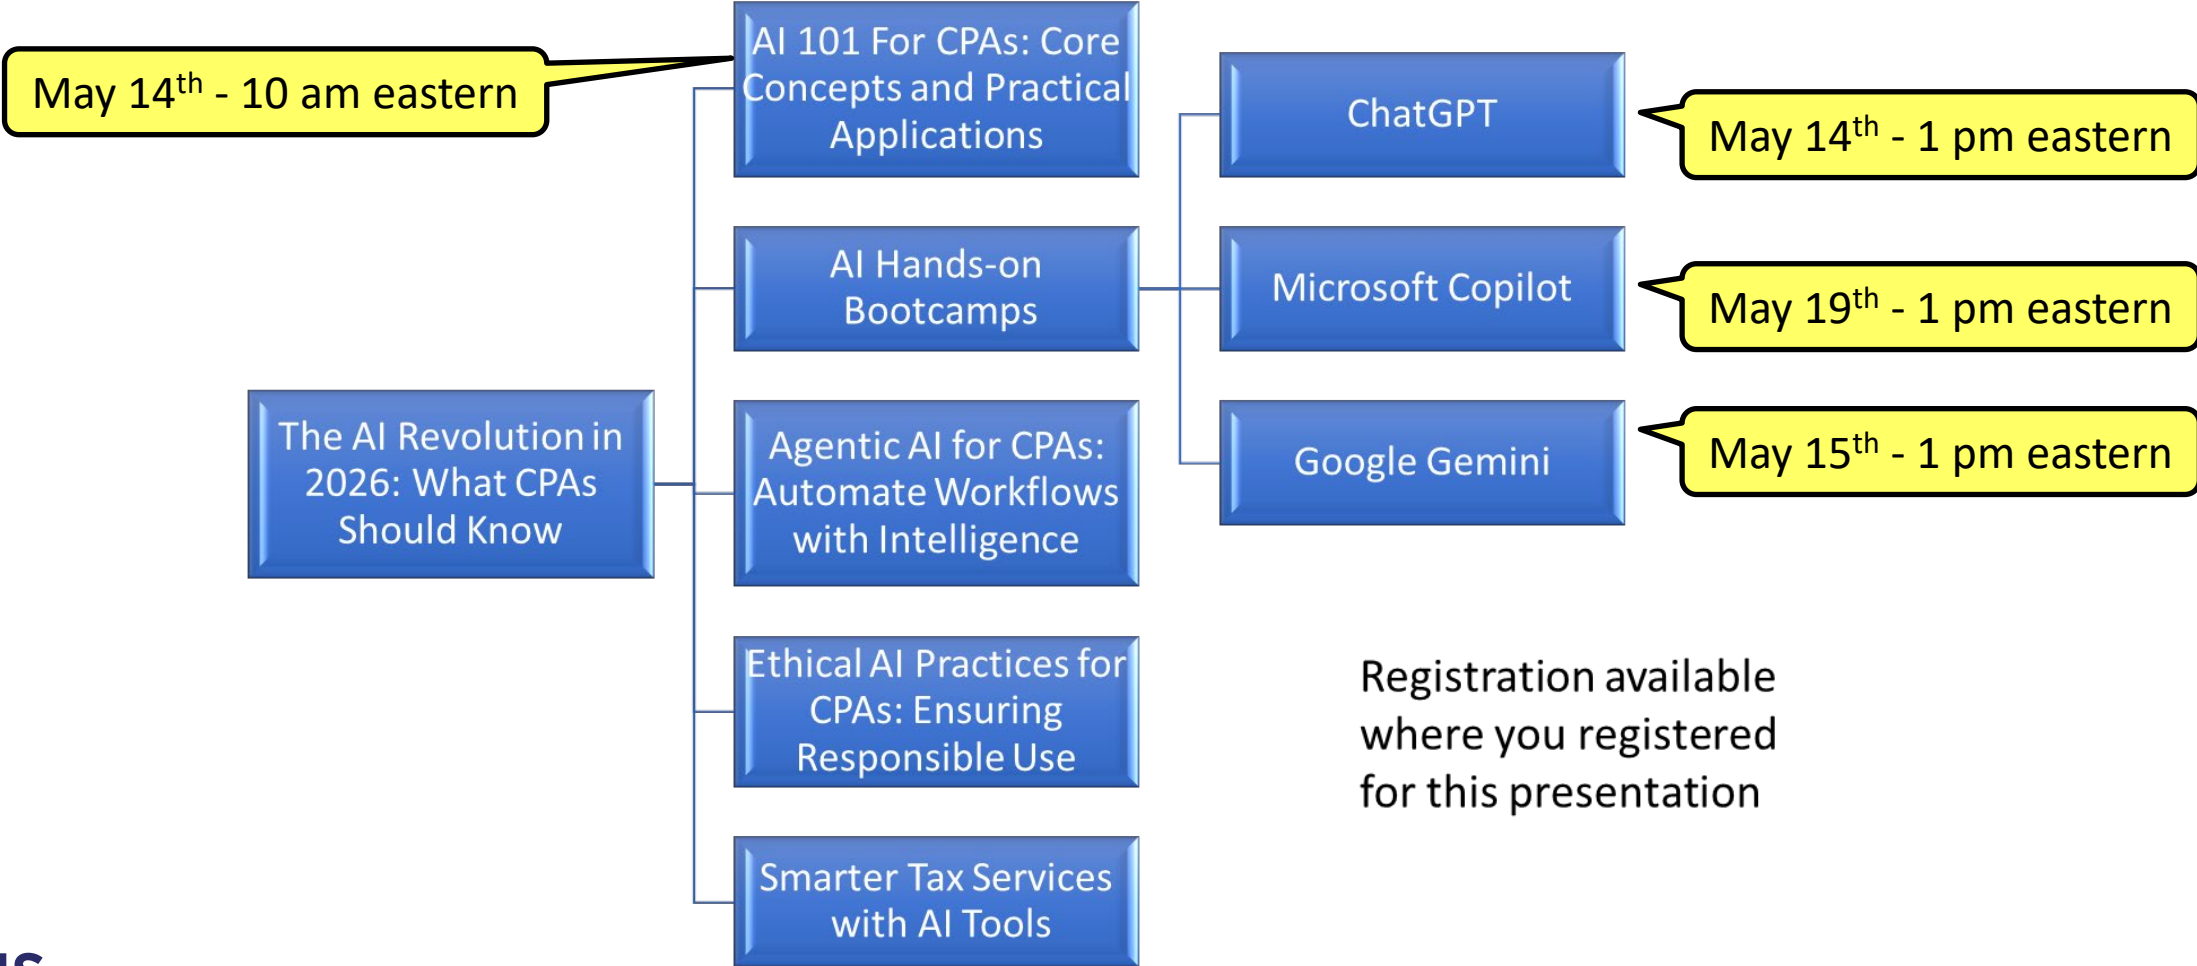 May 14th - 10 am eastern
AI 101 For CPAs: Core
Concepts and Practical
Applications
ChatGPT
May 14th - 1 pm eastern
AI Hands-on
Bootcamps
Microsoft Copilot
May 19th - 1 pm eastern
The AI Revolution in
2026: What CPAs
Should Know
Agentic AI for CPAs:
Automate Workflows
with Intelligence
Google Gemini
May 15th - 1 pm eastern
Ethical AI Practices for
CPAs: Ensuring
Responsible Use
Registration available
where you registered
for this presentation
Smarter Tax Services
with AI Tools